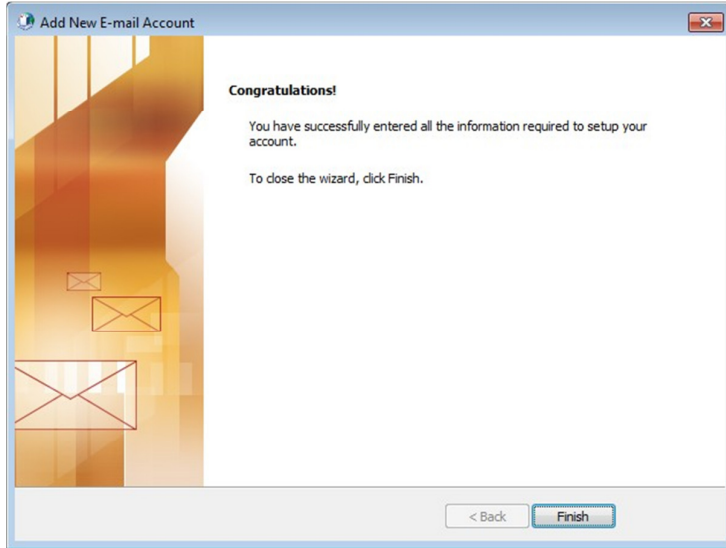 Add New E-mail Account
Congratulations!
You have successfully entered all the information required to setup your
account.
To close the wizard, click Finish.
< Back
Finish